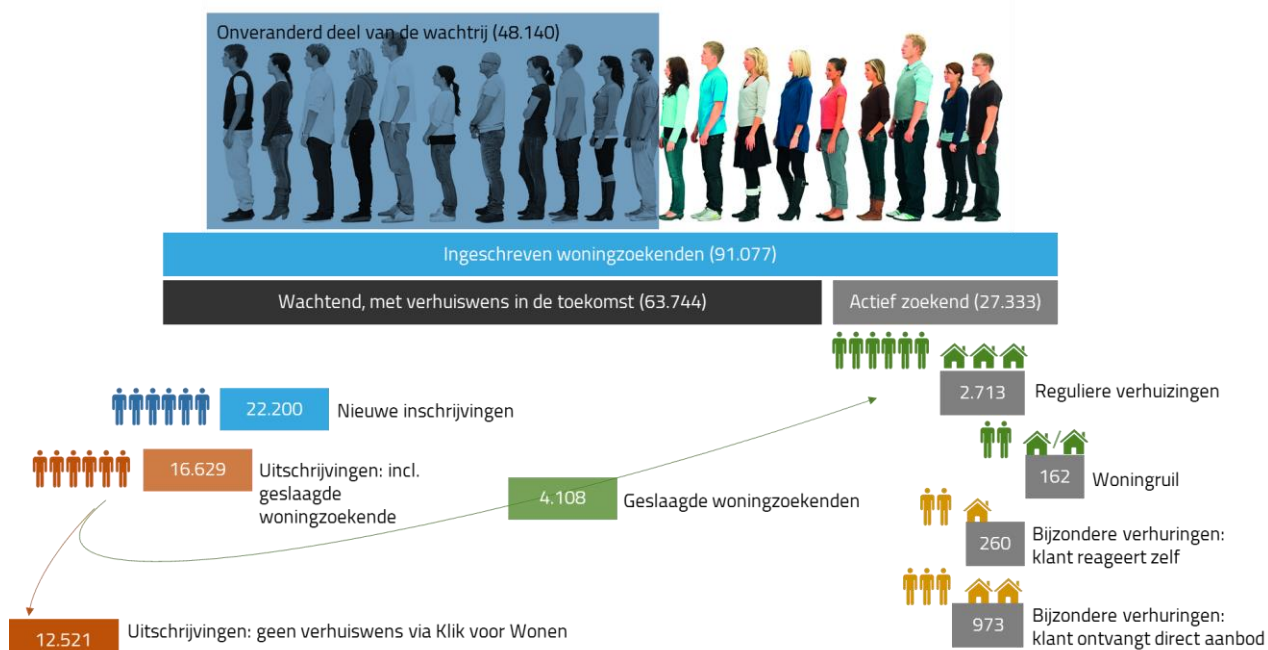 Onveranderd deel van de wachtrij (48.140)
Ingeschreven woningzoekenden (91.077)
Wachtend, met verhuiswens in de toekomst (63.744)
Actief zoekend (27.333)
22.200
Nieuwe inschrijvingen
2.713
Reguliere verhuizingen
16.629
Uitschrijvingen: incl.
geslaagde
woningzoekende
4.108
Geslaagde woningzoekenden
/
162
Woningruil
260
Bijzondere verhuringen:
klant reageert zelf
12.521
Uitschrijvingen: geen verhuiswens via Klik voor Wonen
973
Bijzondere verhuringen:
klant ontvangt direct aanbod